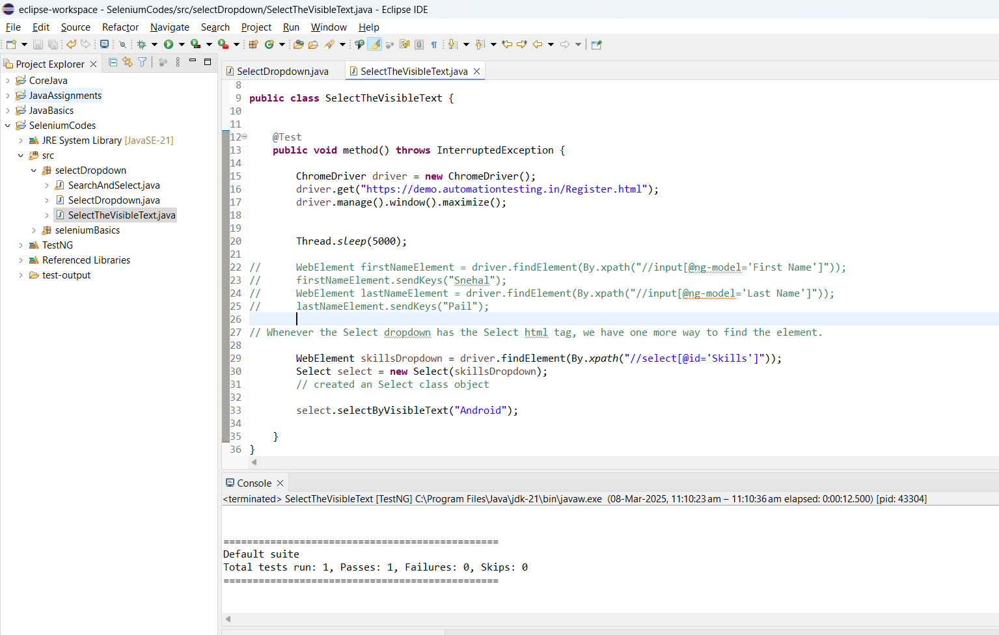 eclipse-workspace - SeleniumCodes/src/selectDropdown/SelectTheVisibleText.java - Eclipse IDE
File Edit Source Refactor Navigate Search Project Run Window Help
Project Explorer
CoreJava
JavaAssignments
JavaBasics
SeleniumCodes
JRE System Library [JavaSE-21]
src
selectDropdown
SearchAndSelect.java
SelectDropdown.java
SelectTheVisibleText.java
seleniumBasics
TestNG
Referenced Libraries
test-output
SelectDropdown.java SelectTheVisibleText.java
8
9 public class SelectTheVisibleText {
10
11
12 @Test
13 public void method() throws InterruptedException {
14
15 ChromeDriver driver = new ChromeDriver();
16 driver.get("https://demo.automationtesting.in/Register.html");
17 driver.manage().window().maximize();
18
19
20 Thread.sleep(5000);
21
22 // WebElement firstNameElement = driver.findElement(By.xpath("//input[@ng-model='First Name']"));
23 // firstNameElement.sendKeys("Snehal");
24 // WebElement lastNameElement = driver.findElement(By.xpath("//input[@ng-model='Last Name']"));
25 // lastNameElement.sendKeys("Pail");
26
27 // Whenever the Select dropdown has the Select html tag, we have one more way to find the element.
28
29 WebElement skillsDropdown = driver.findElement(By.xpath("//select[@id='Skills']"));
30 Select select = new Select(skillsDropdown);
31 // created an Select class object
32
33 select.selectByVisibleText("Android");
34
35 }
36 }
Console
<terminated> SelectTheVisibleText [TestNG] C:\Program Files\Java\jdk-21\bin\javaw.exe (08-Mar-2025, 11:10:23 am – 11:10:36 am elapsed: 0:00:12.500) [pid: 43304]
===============================================
Default suite
Total tests run: 1, Passes: 1, Failures: 0, Skips: 0
===============================================